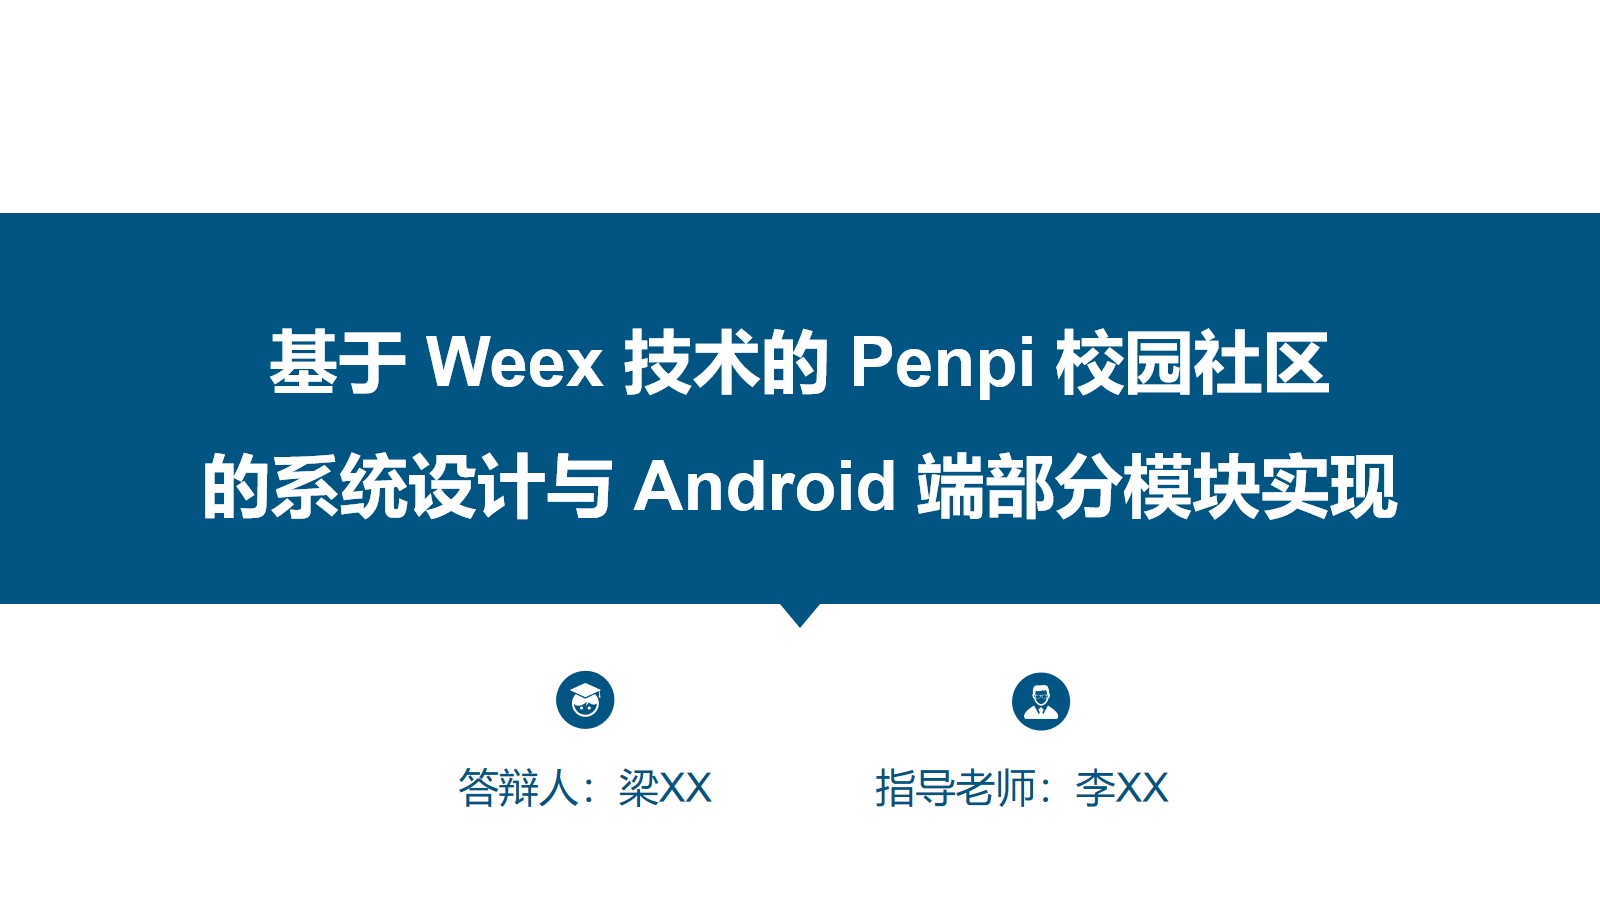 基于 Weex 技术的 Penpi 校园社区
的系统设计与 Android 端部分模块实现
答辩人：梁XX
指导老师：李XX